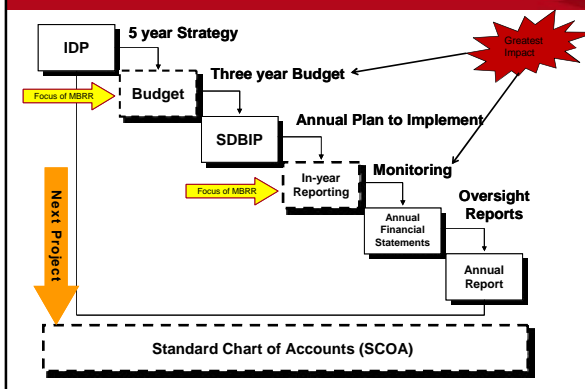 5 year Strategy
IDP
Greatest
Impact
Three year Budget
Focus of MBRR
Budget
Annual Plan to Implement
SDBIP
Monitoring
In-year
Reporting
Focus of MBRR
Oversight
Reports
Annual
Financial
Statements
Annual
Report
Next Project
Standard Chart of Accounts (SCOA)